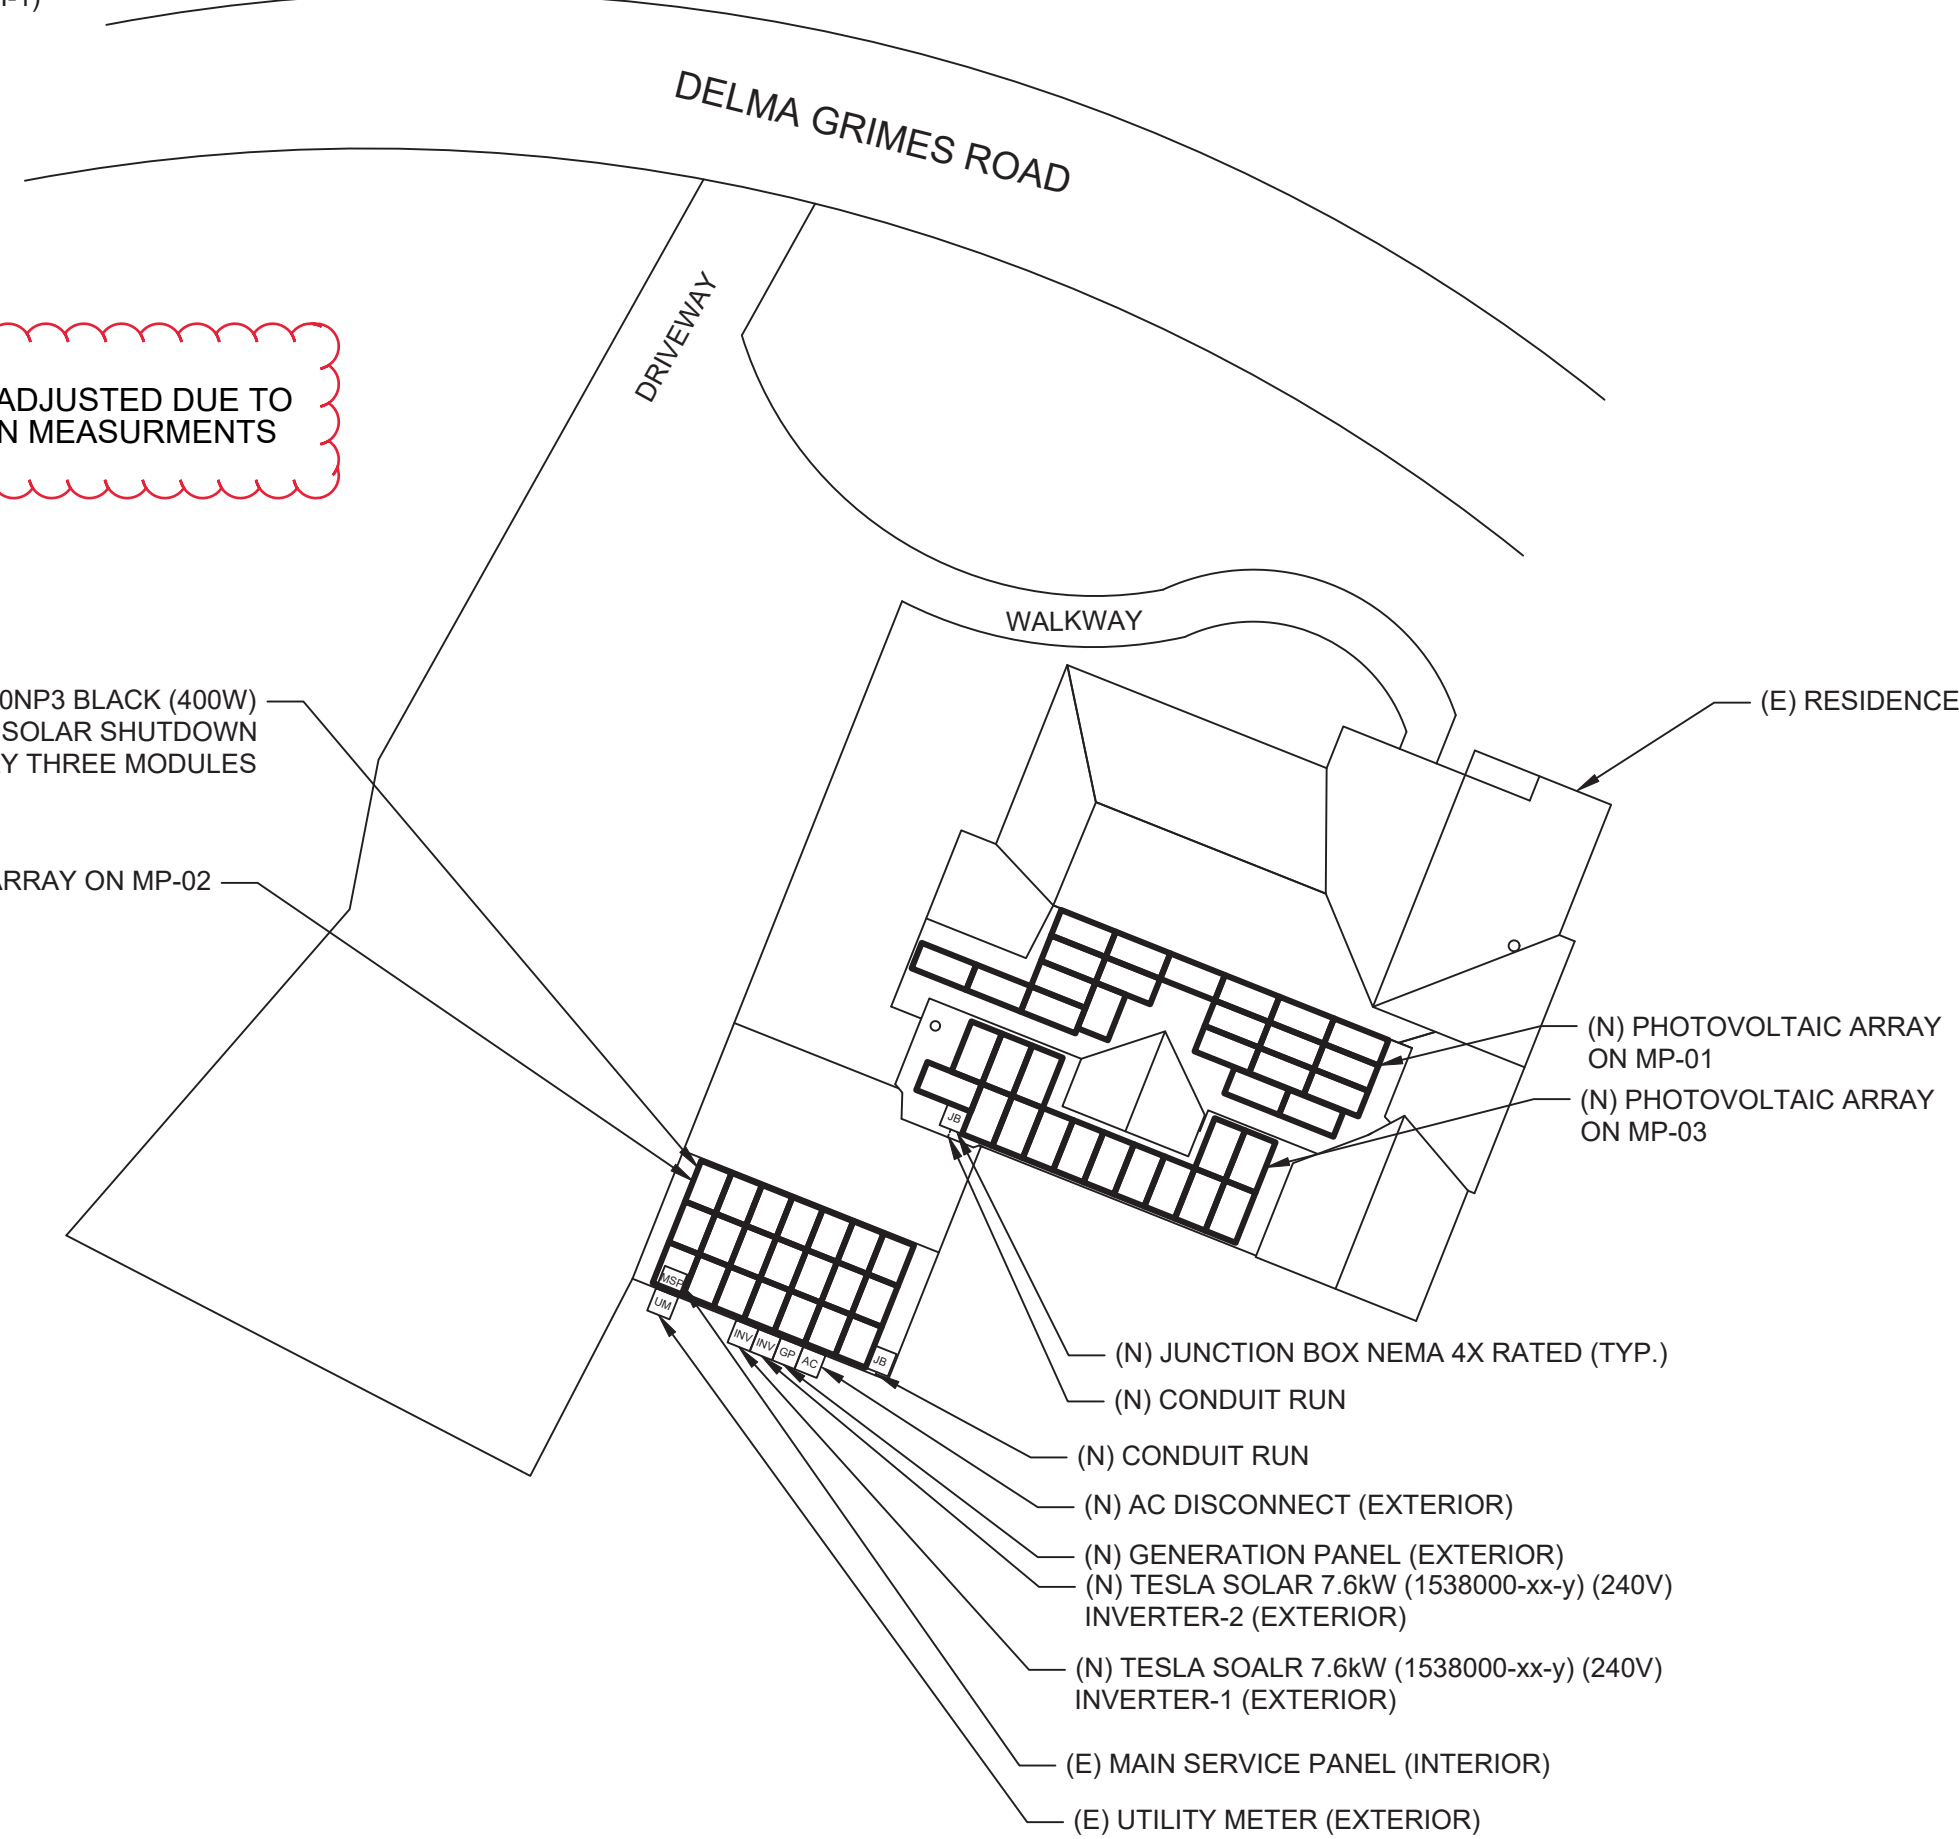 DELMA GRIMES ROAD
DRIVEWAY
ADJUSTED DUE TO
N MEASURMENTS
WALKWAY
0NP3 BLACK (400W)
SOLAR SHUTDOWN
Y THREE MODULES
(E) RESIDENCE
ARRAY ON MP-02
(N) PHOTOVOLTAIC ARRAY
ON MP-01
(N) PHOTOVOLTAIC ARRAY
ON MP-03
JB
MSP
UM
INV
INV
GP
AC
JB
(N) JUNCTION BOX NEMA 4X RATED (TYP.)
(N) CONDUIT RUN
(N) CONDUIT RUN
(N) AC DISCONNECT (EXTERIOR)
(N) GENERATION PANEL (EXTERIOR)
(N) TESLA SOLAR 7.6kW (1538000-xx-y) (240V)
INVERTER-2 (EXTERIOR)
(N) TESLA SOALR 7.6kW (1538000-xx-y) (240V)
INVERTER-1 (EXTERIOR)
(E) MAIN SERVICE PANEL (INTERIOR)
(E) UTILITY METER (EXTERIOR)